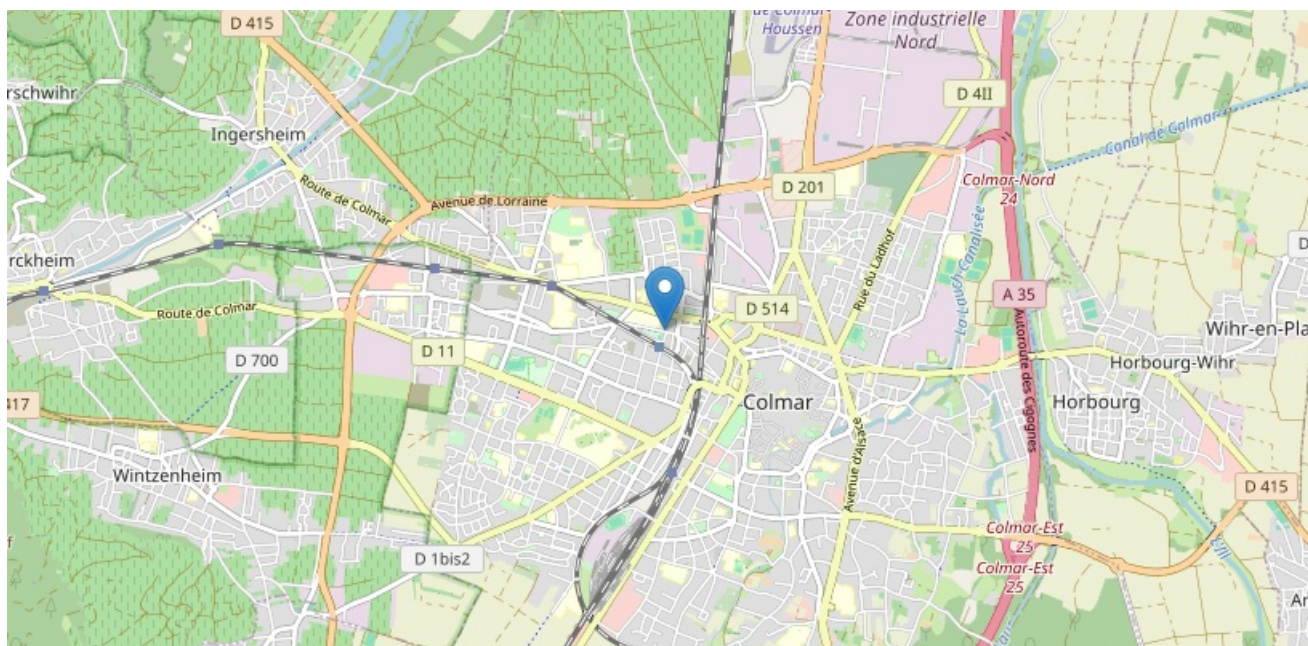 D 415
de Colmar
Houssen
Zone industrielle
Nord
D 4II
rschwihr
Ingersheim
Canal de Colmar
Route de Colmar
Avenue de Lorraine
D 201
Colmar-Nord
24
rckheim
La Lauch Canalisée
Rue du Ladhof
A 35
D
Route de Colmar
D 514
Autoroute des Cigognes
Wihr-en-Pla
D 700
D 11
Horbourg-Wihr
417
Colmar
Horbourg
Wintzenheim
Avenue d'Alsace
D 415
Colmar-Est
25
Colmar-Est
25
L'Ill
D 1bis2
f
Ar